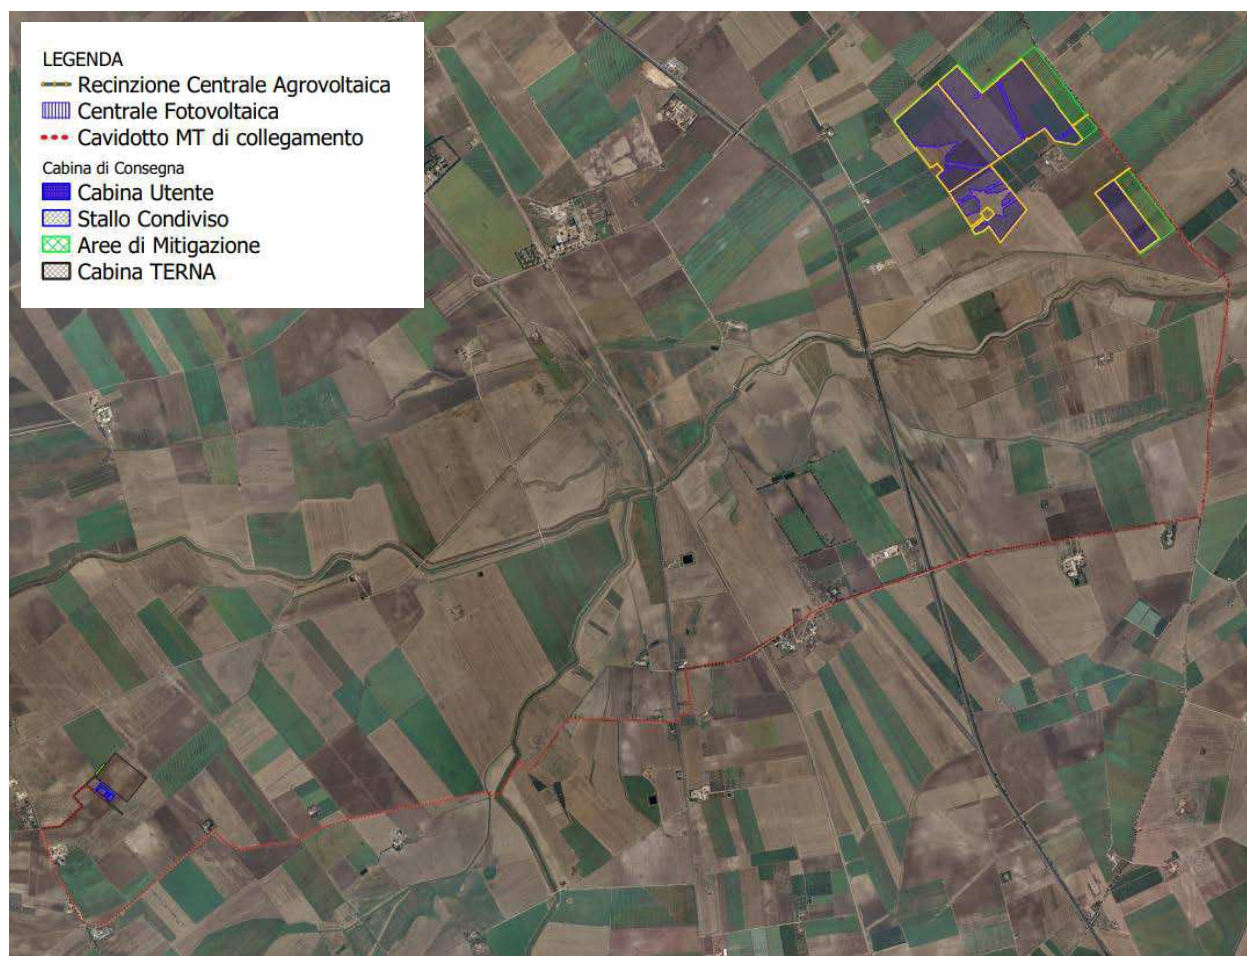 LEGENDA
Recinzione Centrale Agrovoltaica
Centrale Fotovoltaica
Cavidotto MT di collegamento
Cabina di Consegna
Cabina Utente
Stallo Condiviso
Aree di Mitigazione
Cabina TERNA